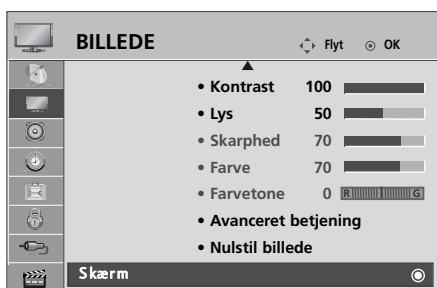 BILLEDE Flyt OK
• Kontrast 100
• Lys 50
• Skarphed 70
• Farve 70
• Farvetone 0 R G
• Avanceret betjening
• Nulstil billede
Skærm